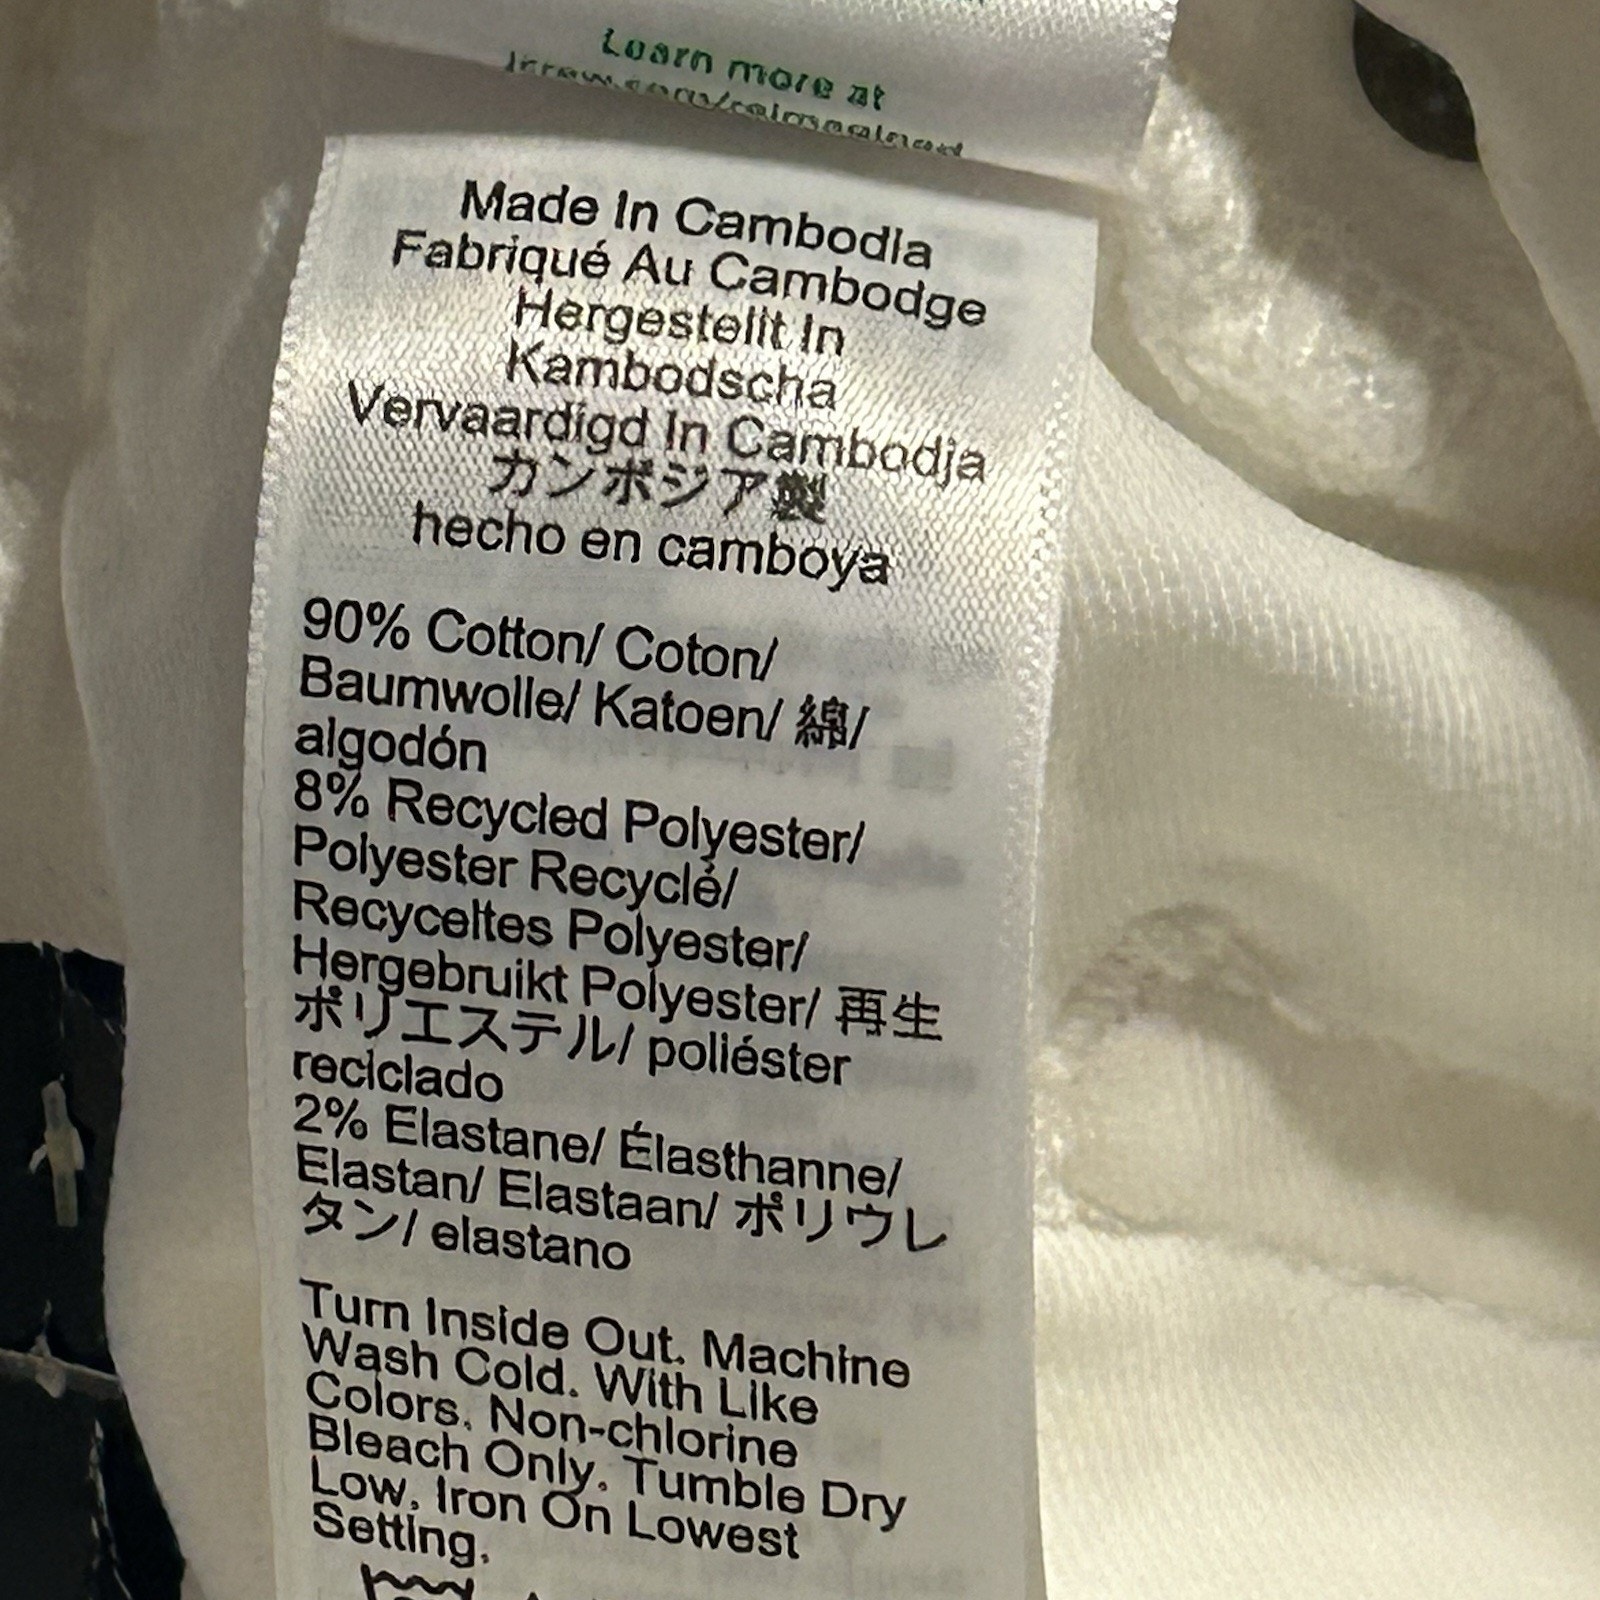 Learn more at
Made In Cambodia
Fabriqué Au Cambodge
Hergestellt In
Kambodscha
Vervaardigd In Cambodja
カンボジア製
hecho en camboya
90% Cotton/ Coton/
Baumwolle/ Katoen/ 綿/
algodón
8% Recycled Polyester/
Polyester Recyclé/
Recyceltes Polyester/
Hergebruikt Polyester/ 再生
ポリエステル/ poliéster
reciclado
2% Elastane/ Élasthanne/
Elastan/ Elastaan/ ポリウレ
タン/ elastano
Turn Inside Out. Machine
Wash Cold. With Like
Colors. Non-chlorine
Bleach Only. Tumble Dry
Low. Iron On Lowest
Setting.